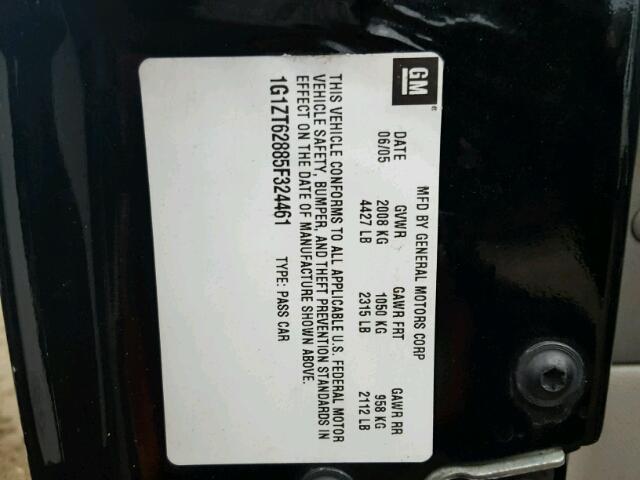 GM
MFD BY GENERAL MOTORS CORP
DATE GVWR GAWR FRT GAWR RR
06/05 2008 KG 1050 KG 958 KG
4427 LB 2315 LB 2112 LB
THIS VEHICLE CONFORMS TO ALL APPLICABLE U.S. FEDERAL MOTOR
VEHICLE SAFETY, BUMPER, AND THEFT PREVENTION STANDARDS IN
EFFECT ON THE DATE OF MANUFACTURE SHOWN ABOVE.
1G1ZT62885F324461 TYPE: PASS CAR